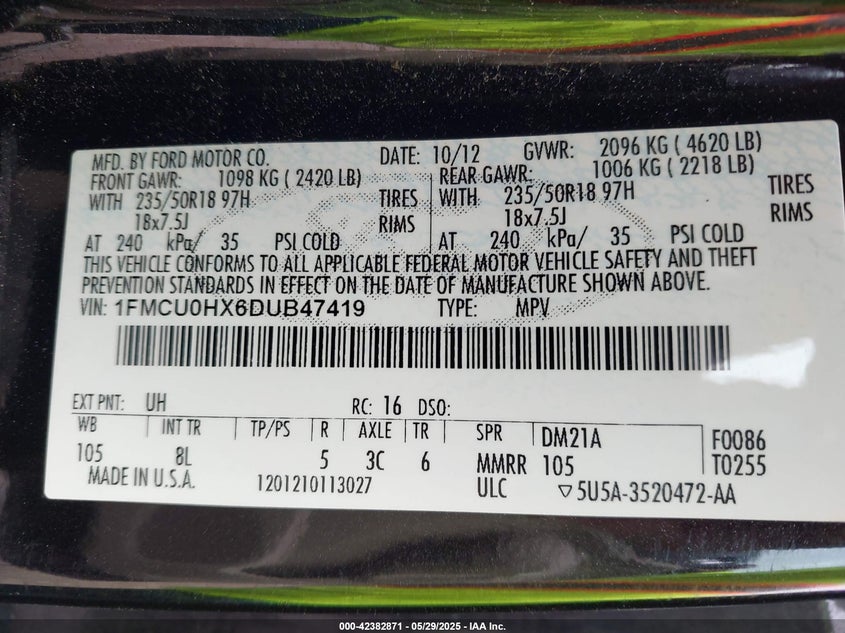 MFD. BY FORD MOTOR CO. DATE: 10/12 GVWR: 2096 KG ( 4620 LB)
FRONT GAWR: 1098 KG ( 2420 LB) REAR GAWR: 1006 KG ( 2218 LB)
WITH 235/50R18 97H TIRES WITH 235/50R18 97H TIRES
18x7.5J RIMS 18x7.5J RIMS
AT 240 kPa/ 35 PSI COLD AT 240 kPa/ 35 PSI COLD
THIS VEHICLE CONFORMS TO ALL APPLICABLE FEDERAL MOTOR VEHICLE SAFETY AND THEFT
PREVENTION STANDARDS IN EFFECT ON THE DATE OF MANUFACTURE SHOWN ABOVE.
VIN: 1FMCU0HX6DUB47419 TYPE: MPV
EXT PNT: UH RC: 16 DSO:
WB INT TR TP/PS R AXLE TR SPR DM21A F0086
105 8L 5 3C 6 MMRR 105 T0255
MADE IN U.S.A. 1201210113027 ULC ▽5U5A-3520472-AA
000-42382871 - 05/29/2025 - IAA Inc.